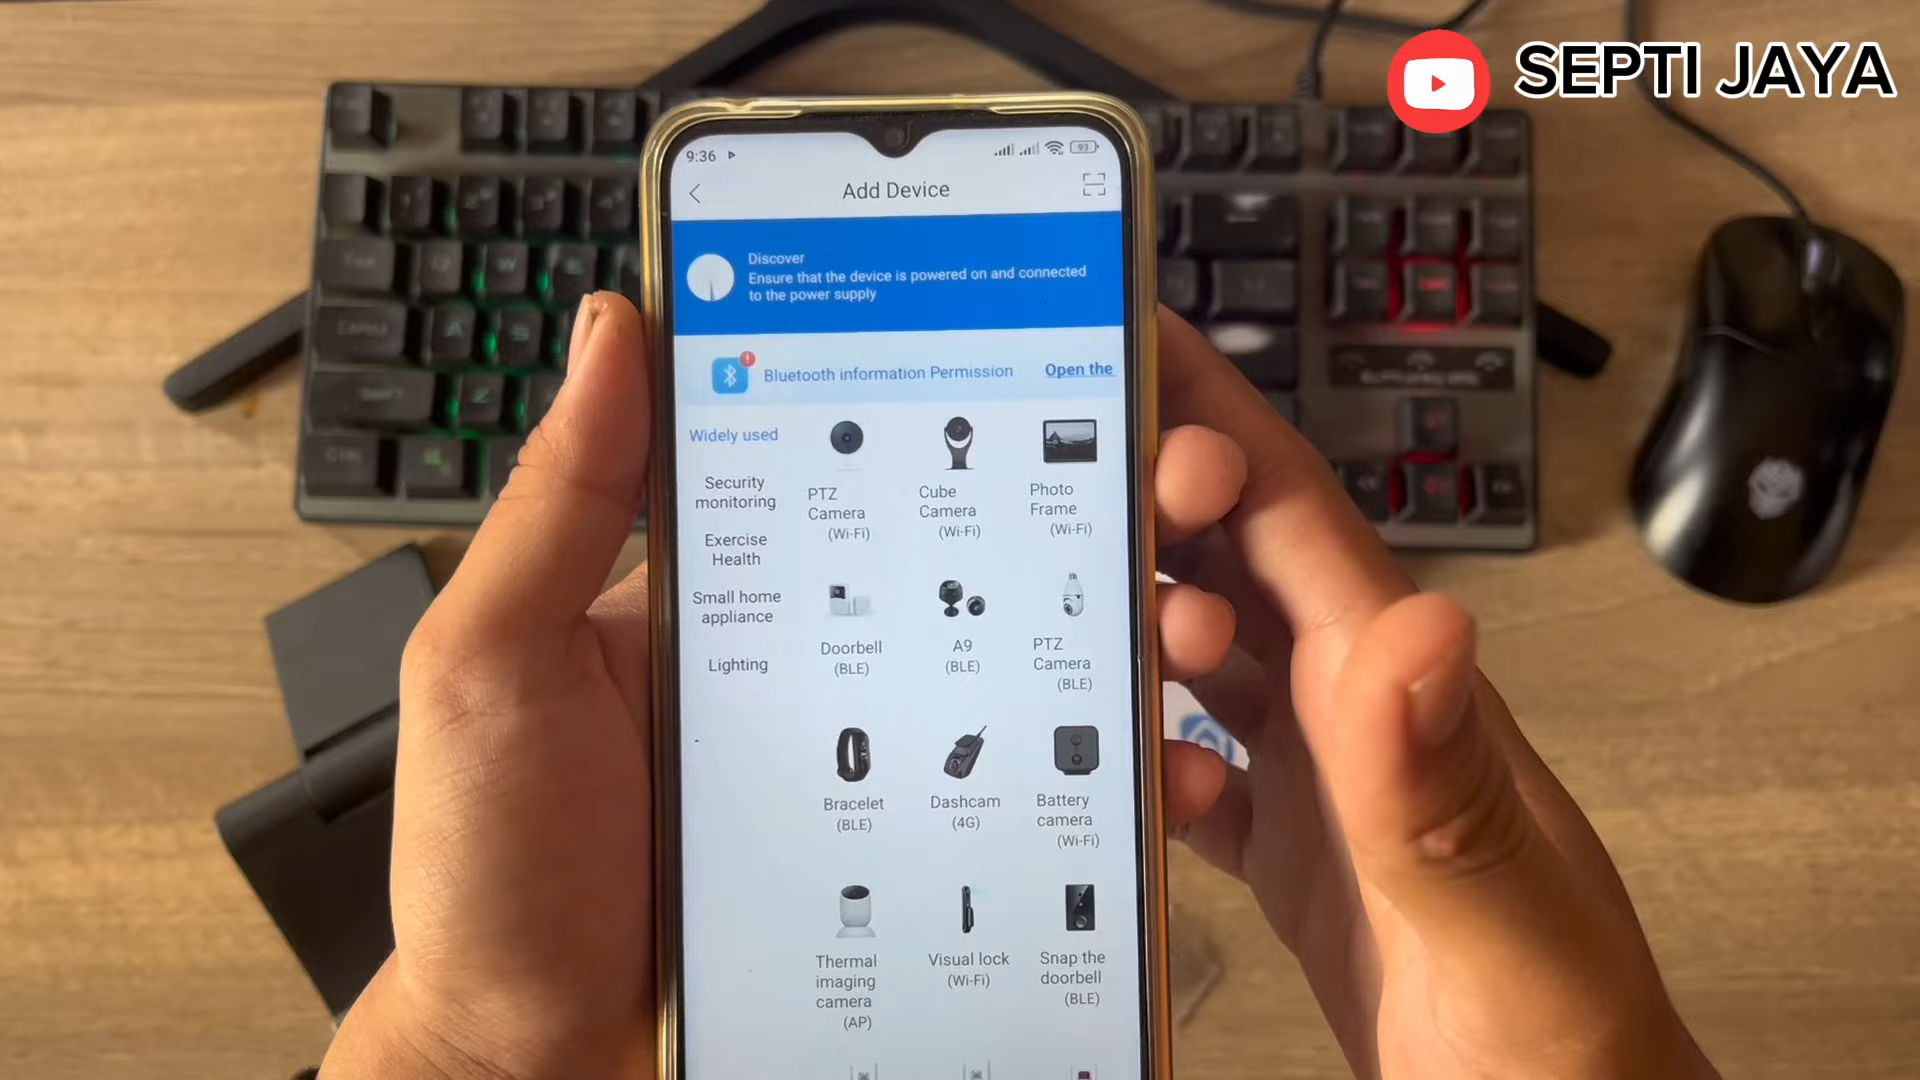 SEPTI JAYA
9:36
93
Add Device
Discover
Ensure that the device is powered on and connected
to the power supply
Bluetooth information Permission
Open the
Widely used
Security
monitoring
Exercise
Health
Small home
appliance
Lighting
PTZ
Camera
(Wi-Fi)
Cube
Camera
(Wi-Fi)
Photo
Frame
(Wi-Fi)
Doorbell
(BLE)
A9
(BLE)
PTZ
Camera
(BLE)
Bracelet
(BLE)
Dashcam
(4G)
Battery
camera
(Wi-Fi)
Thermal
imaging
camera
(AP)
Visual lock
(Wi-Fi)
Snap the
doorbell
(BLE)